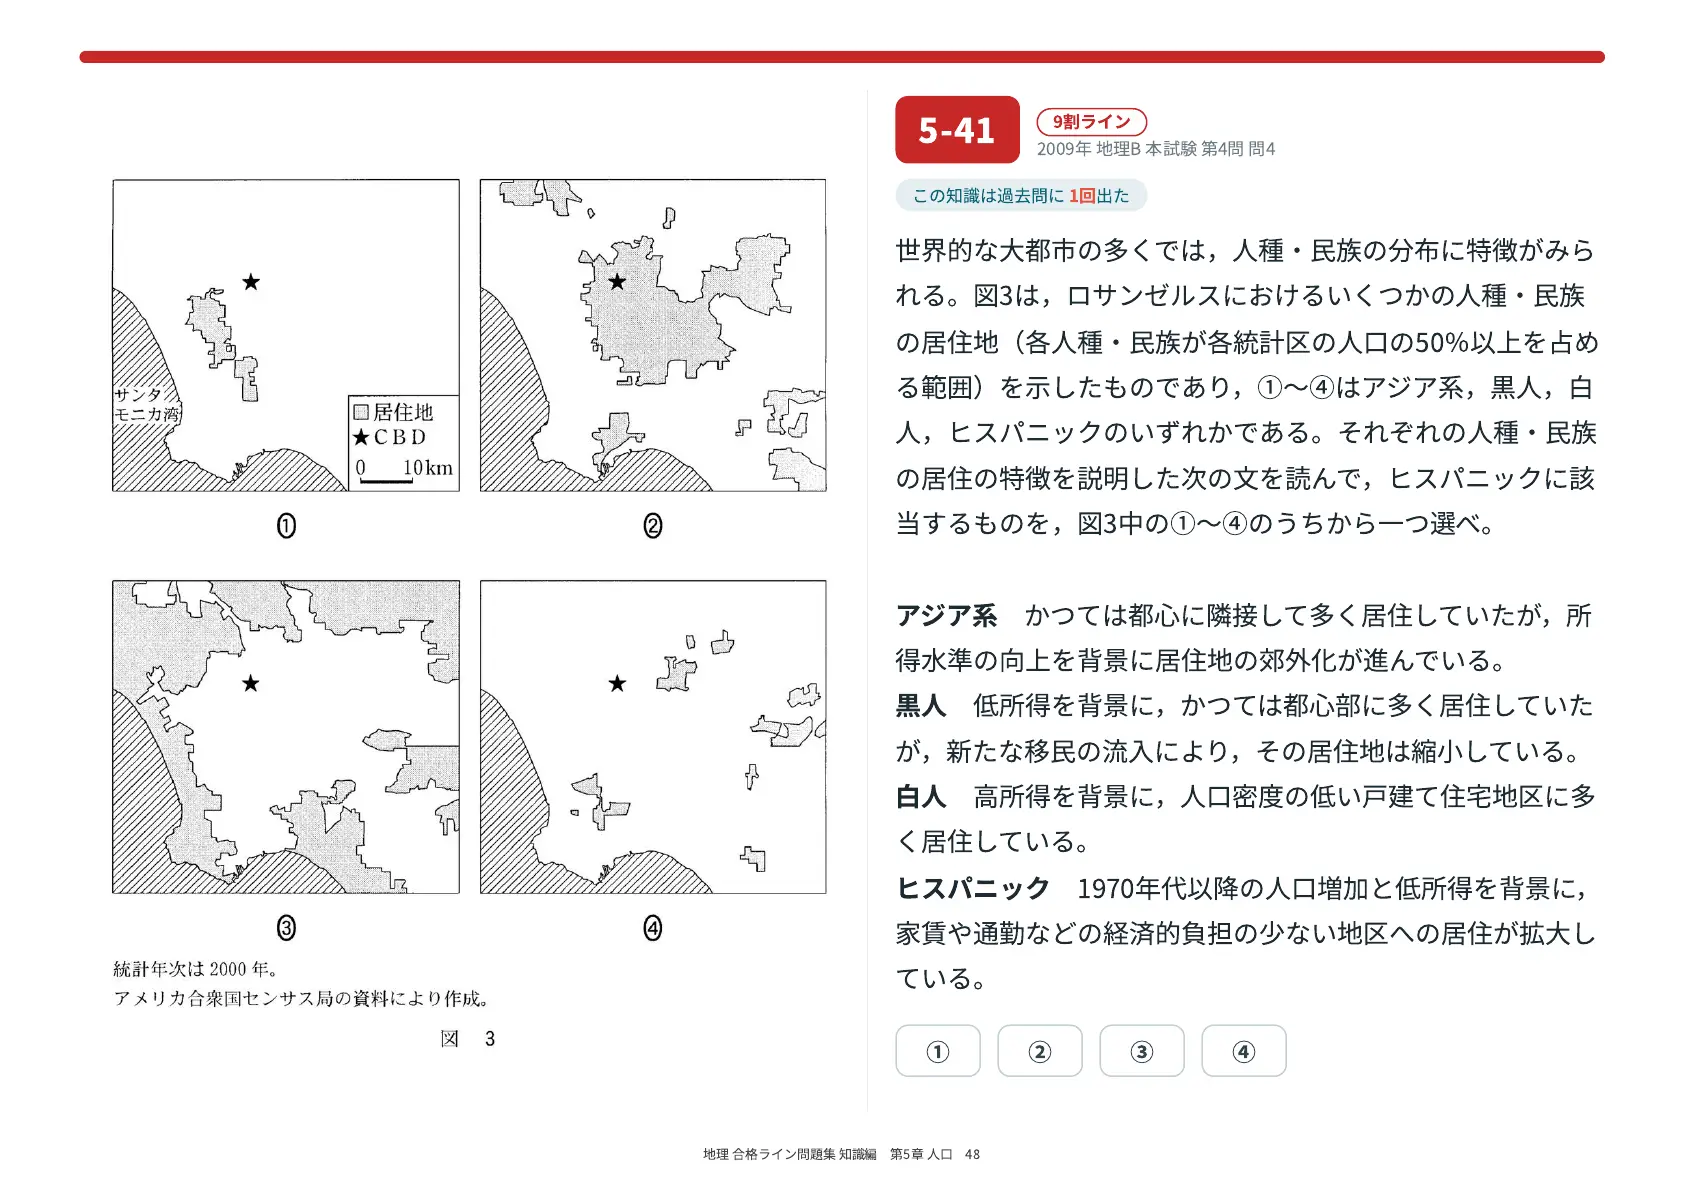 サンタ
モニカ湾
居住地
★CBD
0 10km
①
②
③
④
統計年次は 2000 年。
アメリカ合衆国センサス局の資料により作成。
図 3
5-41
9割ライン
2009年 地理B 本試験 第4問 問4
この知識は過去問に 1回出た
世界的な大都市の多くでは，人種・民族の分布に特徴がみら
れる。図3は，ロサンゼルスにおけるいくつかの人種・民族
の居住地（各人種・民族が各統計区の人口の50%以上を占め
る範囲）を示したものであり，①～④はアジア系，黒人，白
人，ヒスパニックのいずれかである。それぞれの人種・民族
の居住の特徴を説明した次の文を読んで，ヒスパニックに該
当するものを，図3中の①～④のうちから一つ選べ。
アジア系 かつては都心に隣接して多く居住していたが，所
得水準の向上を背景に居住地の郊外化が進んでいる。
黒人 低所得を背景に，かつては都心部に多く居住していた
が，新たな移民の流入により，その居住地は縮小している。
白人 高所得を背景に，人口密度の低い戸建て住宅地区に多
く居住している。
ヒスパニック 1970年代以降の人口増加と低所得を背景に，
家賃や通勤などの経済的負担の少ない地区への居住が拡大し
ている。
① ② ③ ④
地理 合格ライン問題集 知識編 第5章 人口 48